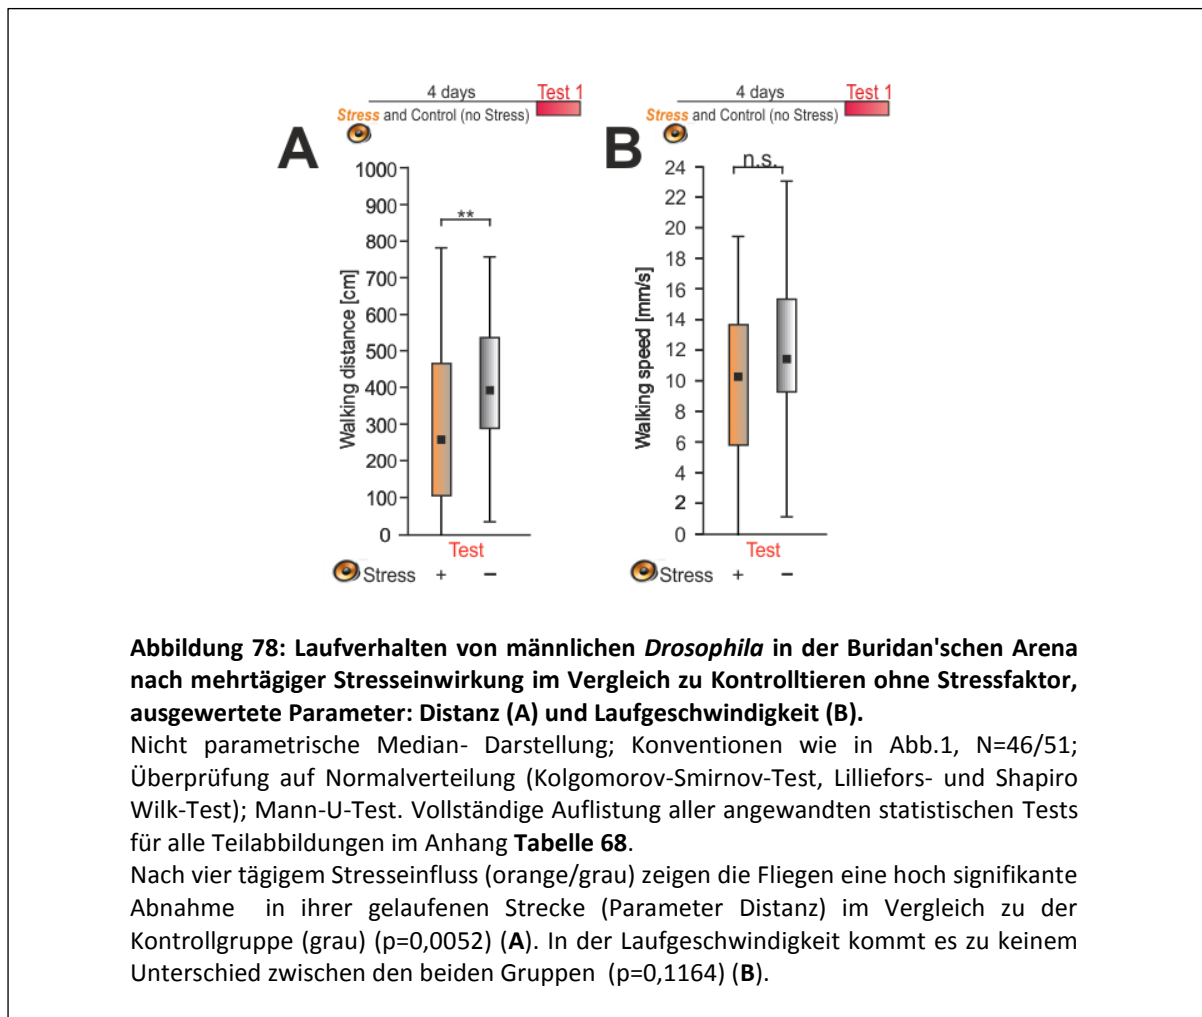 4 days Test 1
Stress and Control (no Stress)
A
1000
900
800
700
600
500
400
300
200
100
0
Walking distance [cm]
**
Test
Stress + −
4 days Test 1
Stress and Control (no Stress)
B
24
22
20
18
16
14
12
10
8
6
4
2
0
Walking speed [mm/s]
n.s.
Test
Stress + −
Abbildung 78: Laufverhalten von männlichen Drosophila in der Buridan'schen Arena
nach mehrtägiger Stresseinwirkung im Vergleich zu Kontrolltieren ohne Stressfaktor,
ausgewertete Parameter: Distanz (A) und Laufgeschwindigkeit (B).
Nicht parametrische Median- Darstellung; Konventionen wie in Abb.1, N=46/51;
Überprüfung auf Normalverteilung (Kolgomorov-Smirnov-Test, Lilliefors- und Shapiro
Wilk-Test); Mann-U-Test. Vollständige Auflistung aller angewandten statistischen Tests
für alle Teilabbildungen im Anhang Tabelle 68.
Nach vier tägigem Stresseinfluss (orange/grau) zeigen die Fliegen eine hoch signifikante
Abnahme in ihrer gelaufenen Strecke (Parameter Distanz) im Vergleich zu der
Kontrollgruppe (grau) (p=0,0052) (A). In der Laufgeschwindigkeit kommt es zu keinem
Unterschied zwischen den beiden Gruppen (p=0,1164) (B).